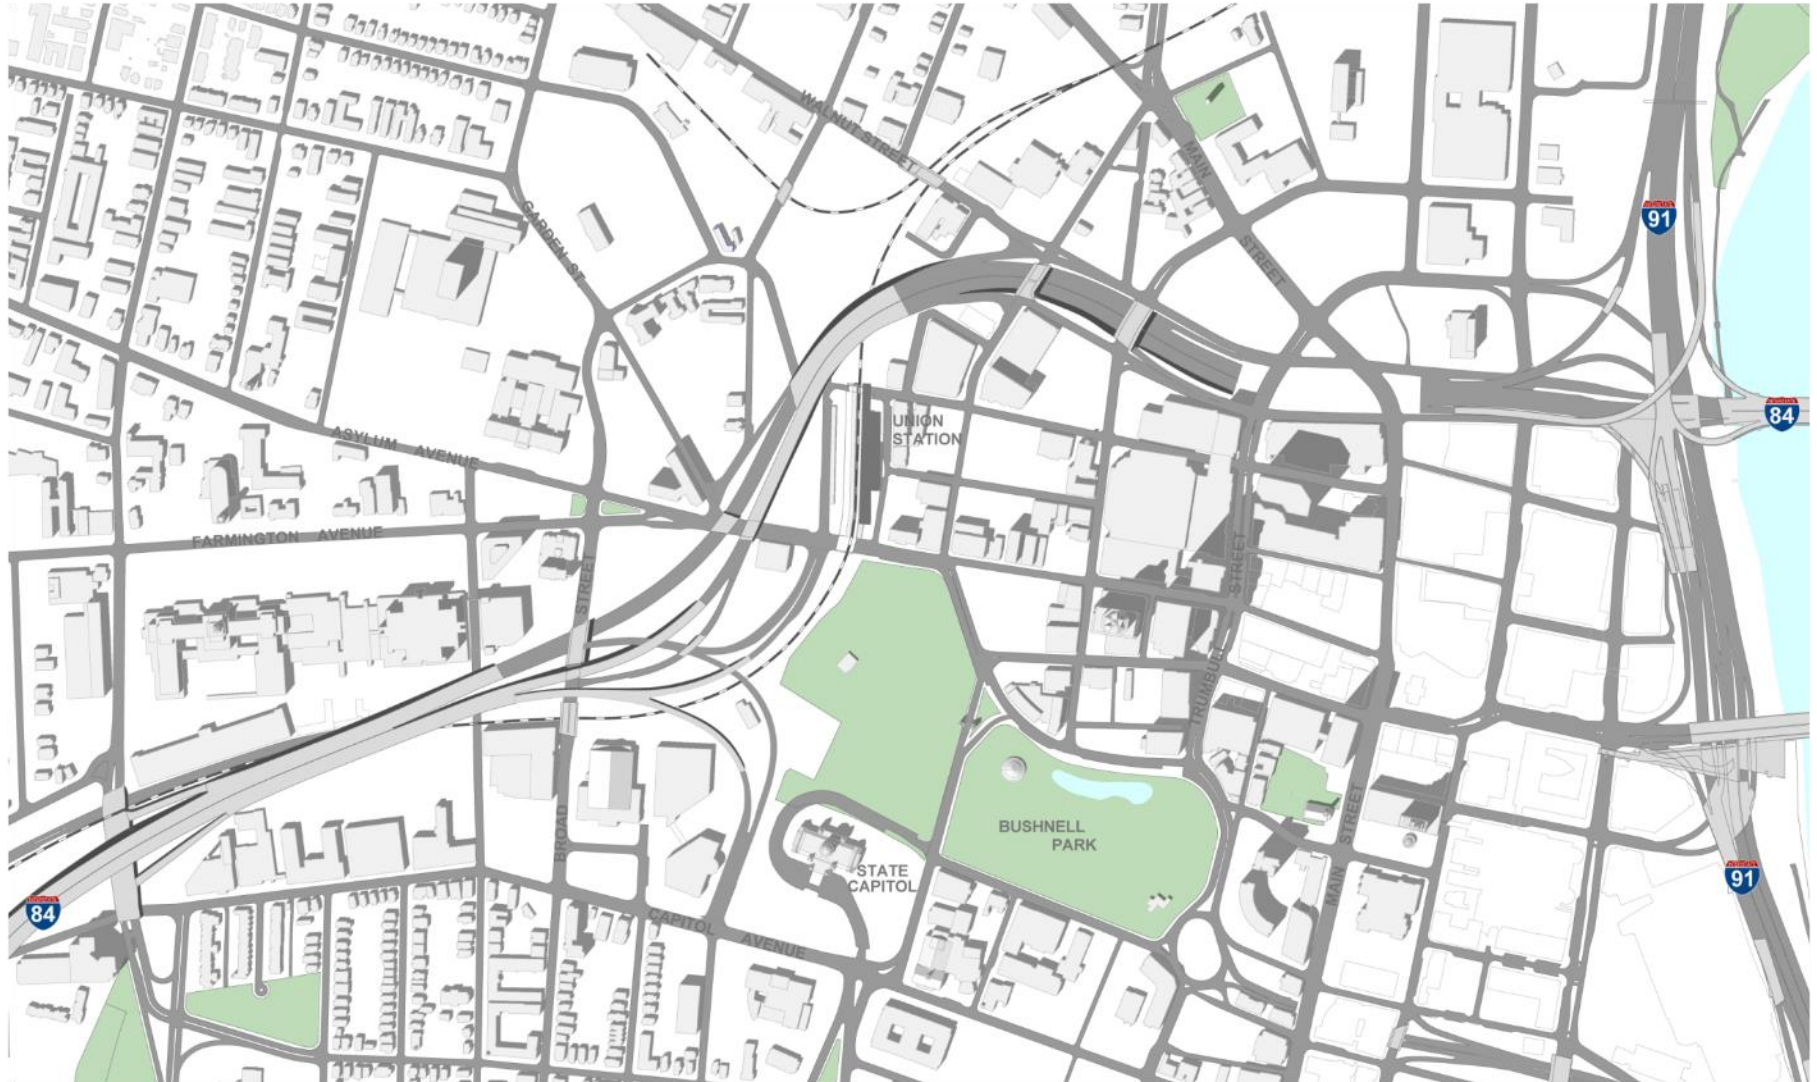 WALNUT STREET
MAIN
STREET
91
GARDEN ST.
84
UNION
STATION
ASYLUM AVENUE
FARMINGTON AVENUE
STREET
BROAD
STREET
TRUMBULL
BUSHNELL
PARK
STATE
CAPITOL
MAIN STREET
91
84
CAPITOL AVENUE